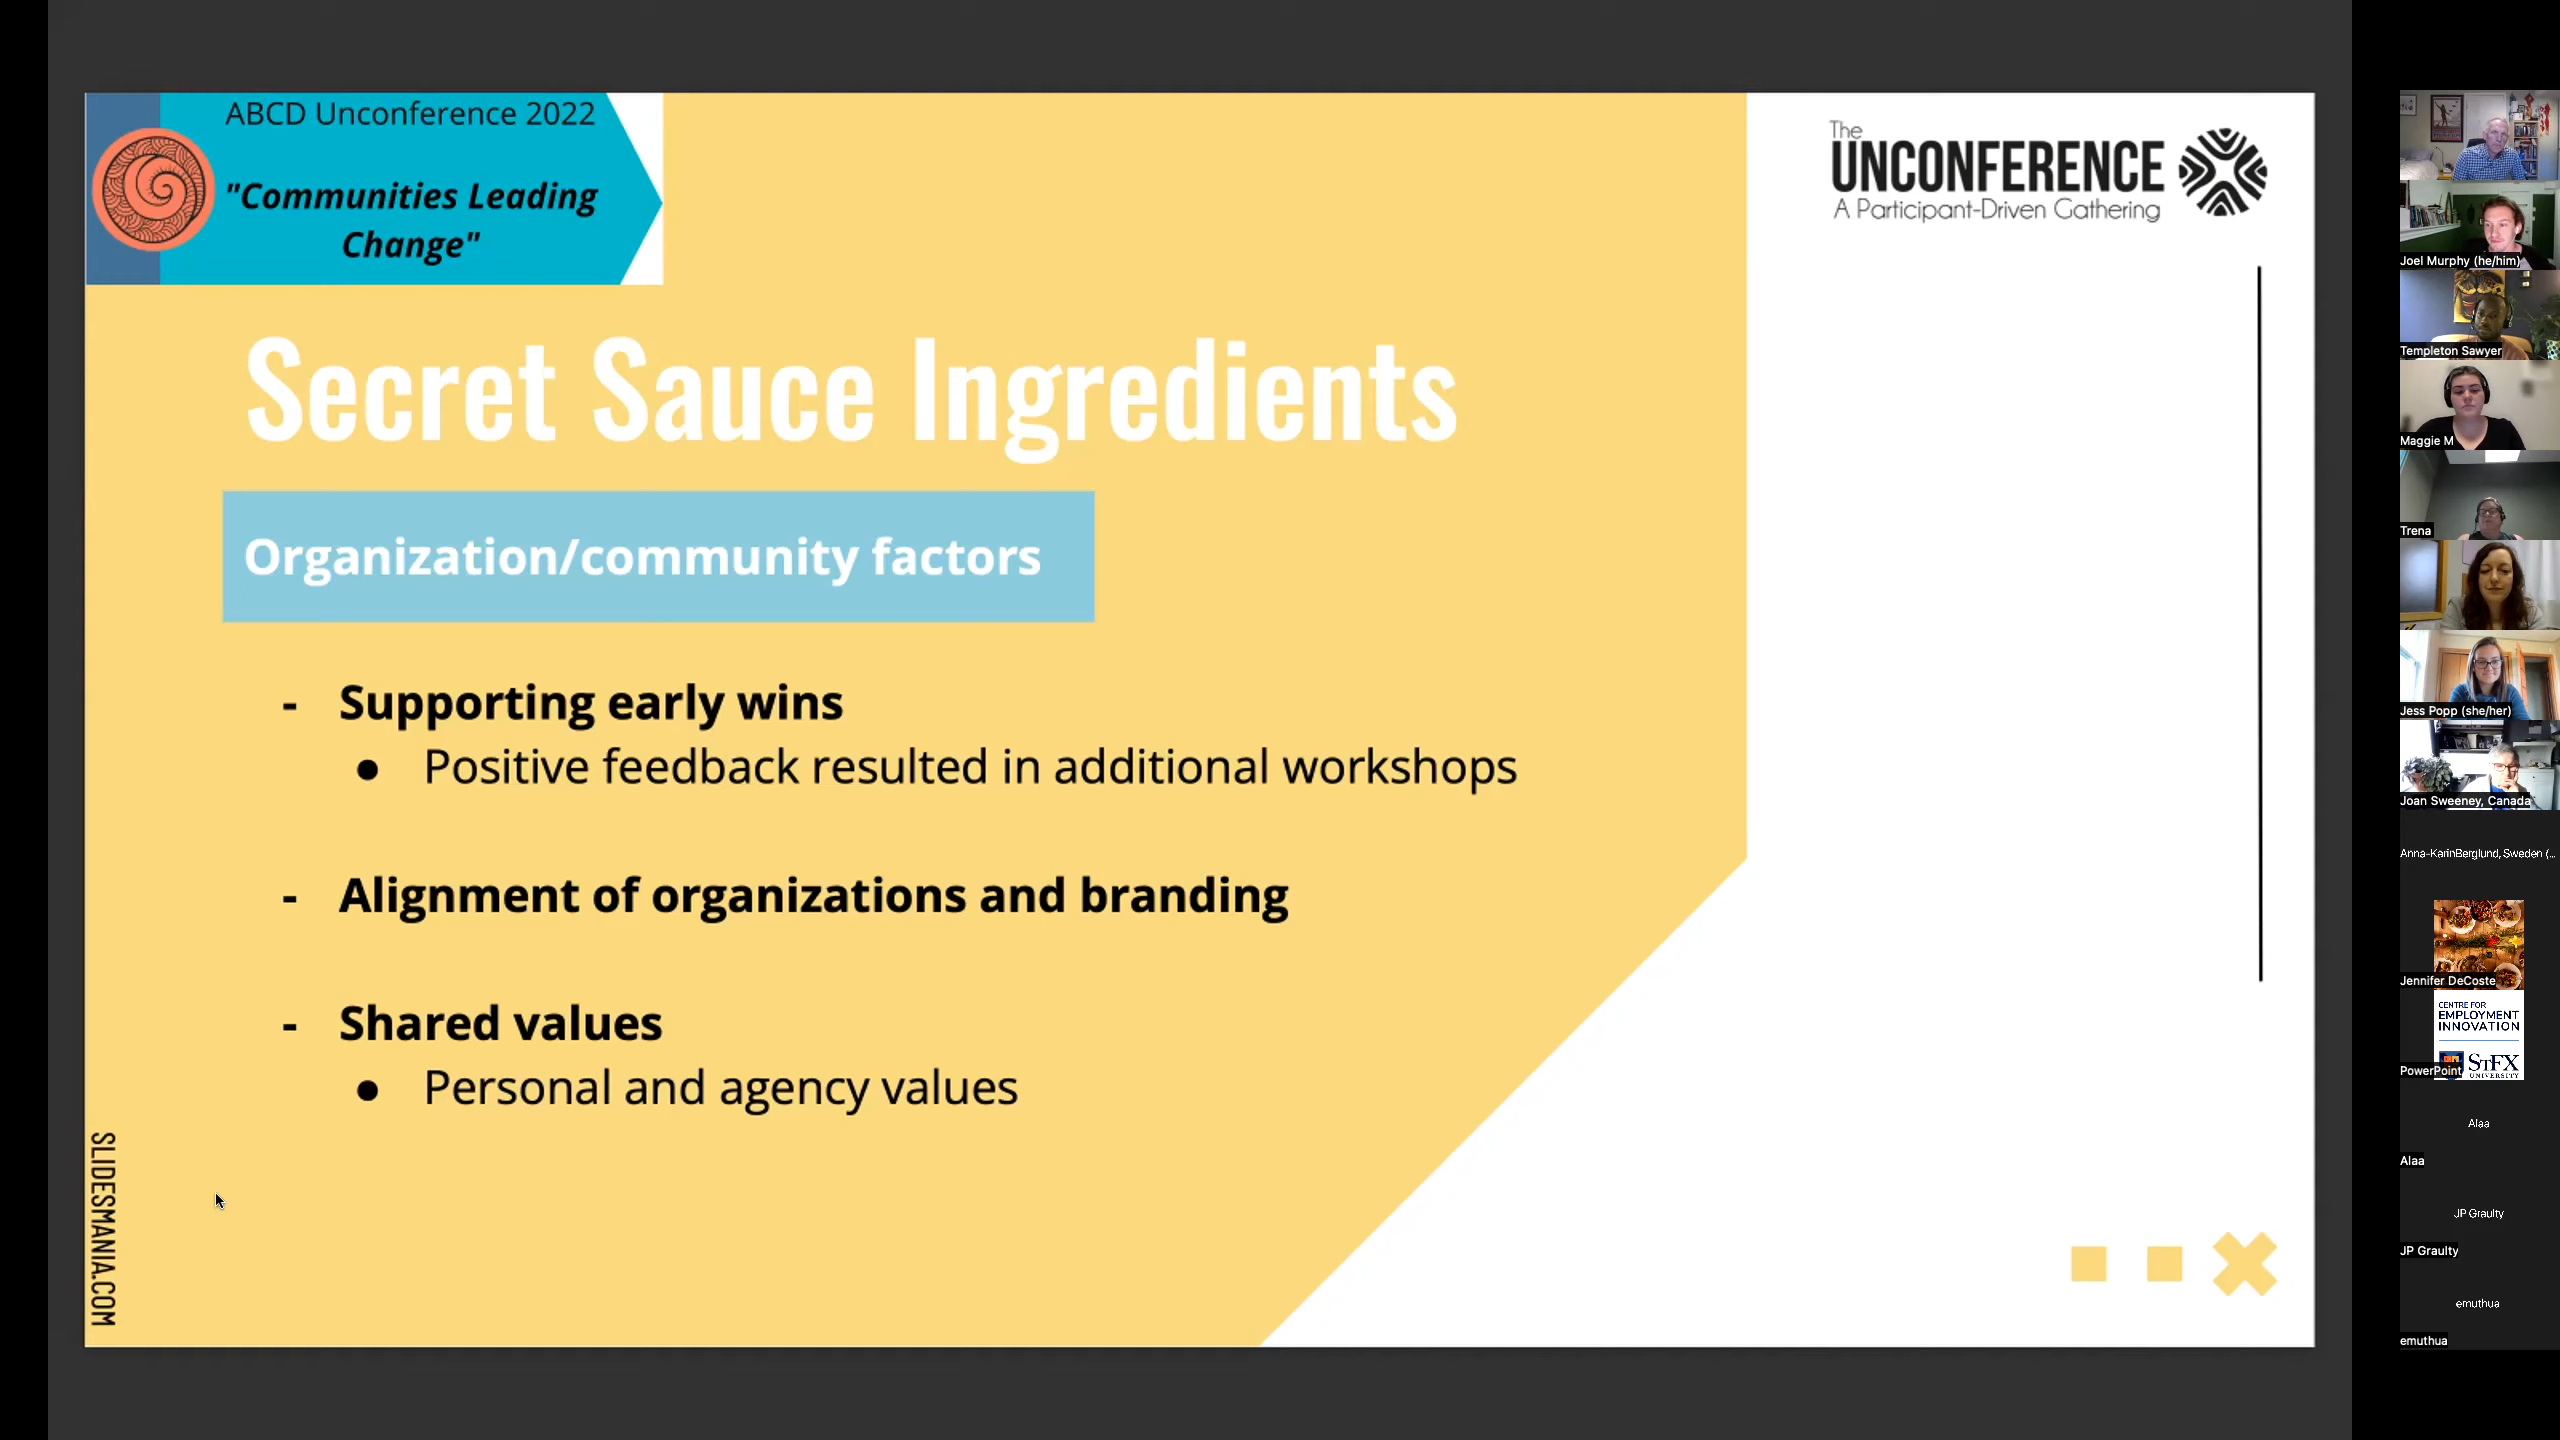 ABCD Unconference 2022
"Communities Leading
Change"
The
UNCONFERENCE
A Participant-Driven Gathering
Secret Sauce Ingredients
Organization/community factors
- Supporting early wins
● Positive feedback resulted in additional workshops
- Alignment of organizations and branding
- Shared values
● Personal and agency values
SLIDESMANIA.COM
Joel Murphy (he/him)
Templeton Sawyer
Maggie M
Trena
Jess Popp (she/her)
Joan Sweeney, Canada
Anna-KarinBerglund, Sweden (...
Jennifer DeCoste
CENTRE FOR
EMPLOYMENT
INNOVATION
STFX
UNIVERSITY
PowerPoint
Alaa
Alaa
JP Graulty
JP Graulty
emuthua
emuthua